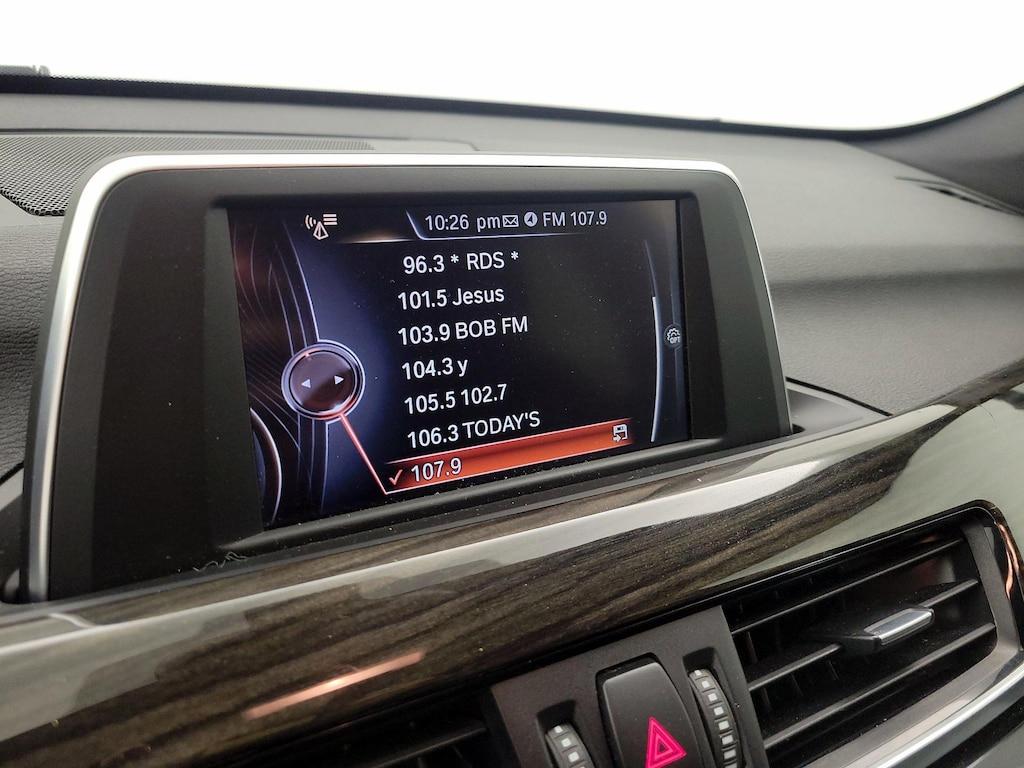 10:26 pm FM 107.9
96.3 * RDS *
101.5 Jesus
103.9 BOB FM
104.3 y
105.5 102.7
106.3 TODAY'S
107.9
OPT